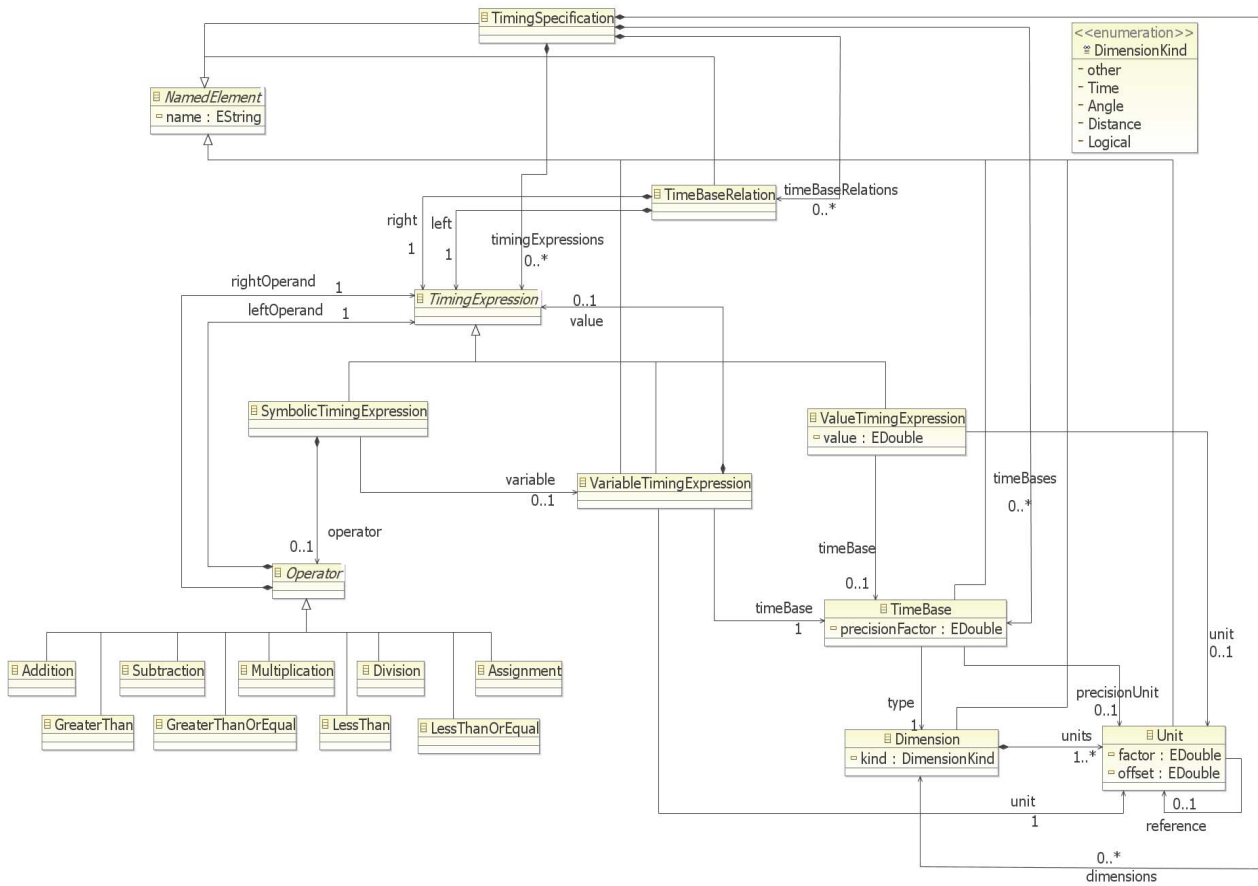 TimingSpecification
<<enumeration>>
DimensionKind
- other
- Time
- Angle
- Distance
- Logical
NamedElement
name : EString
TimeBaseRelation
timeBaseRelations
0..*
right
1
left
1
timingExpressions
0..*
rightOperand
1
leftOperand
1
TimingExpression
0..1
value
SymbolicTimingExpression
ValueTimingExpression
value : EDouble
variable
0..1
VariableTimingExpression
timeBases
0..*
operator
0..1
Operator
timeBase
0..1
timeBase
1
TimeBase
precisionFactor : EDouble
unit
0..1
Addition
Subtraction
Multiplication
Division
Assignment
GreaterThan
GreaterThanOrEqual
LessThan
LessThanOrEqual
type
1
precisionUnit
0..1
Dimension
kind : DimensionKind
units
1..*
Unit
factor : EDouble
offset : EDouble
unit
1
0..1
reference
0..*
dimensions